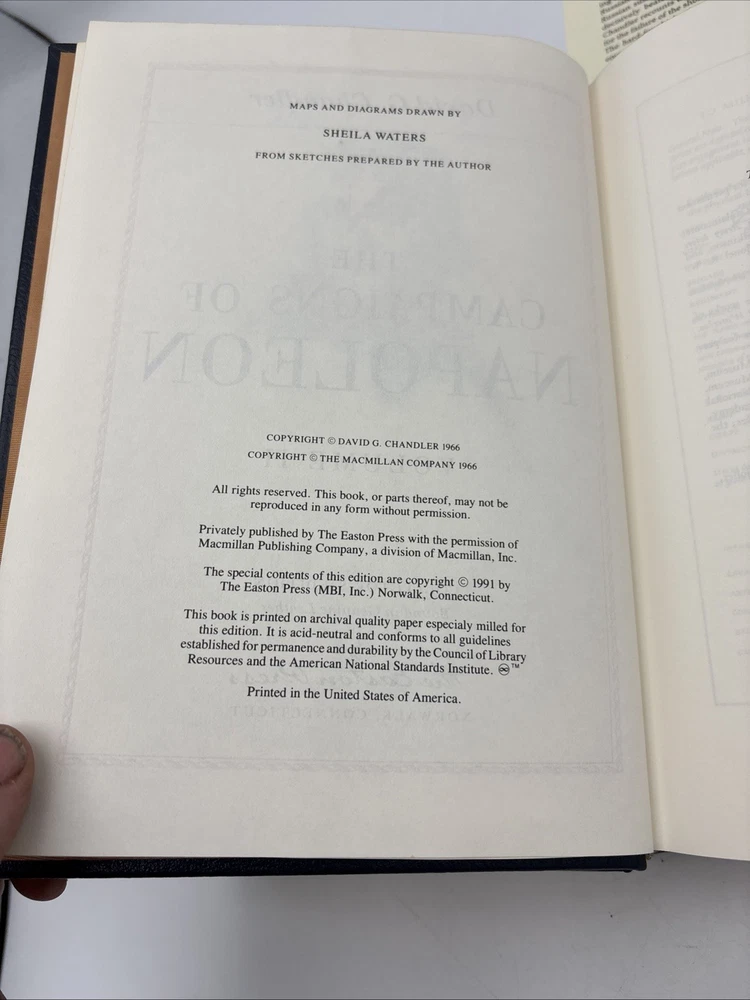 MAPS AND DIAGRAMS DRAWN BY
SHEILA WATERS
FROM SKETCHES PREPARED BY THE AUTHOR
THE
CAMPAIGNS OF
NAPOLEON
COPYRIGHT © DAVID G. CHANDLER 1966
COPYRIGHT © THE MACMILLAN COMPANY 1966
All rights reserved. This book, or parts thereof, may not be
reproduced in any form without permission.
Privately published by The Easton Press with the permission of
Macmillan Publishing Company, a division of Macmillan, Inc.
The special contents of this edition are copyright © 1991 by
The Easton Press (MBI, Inc.) Norwalk, Connecticut.
This book is printed on archival quality paper especialy milled for
this edition. It is acid-neutral and conforms to all guidelines
established for permanence and durability by the Council of Library
Resources and the American National Standards Institute. ♾™
Printed in the United States of America.
NORWALK, CONNECTICUT